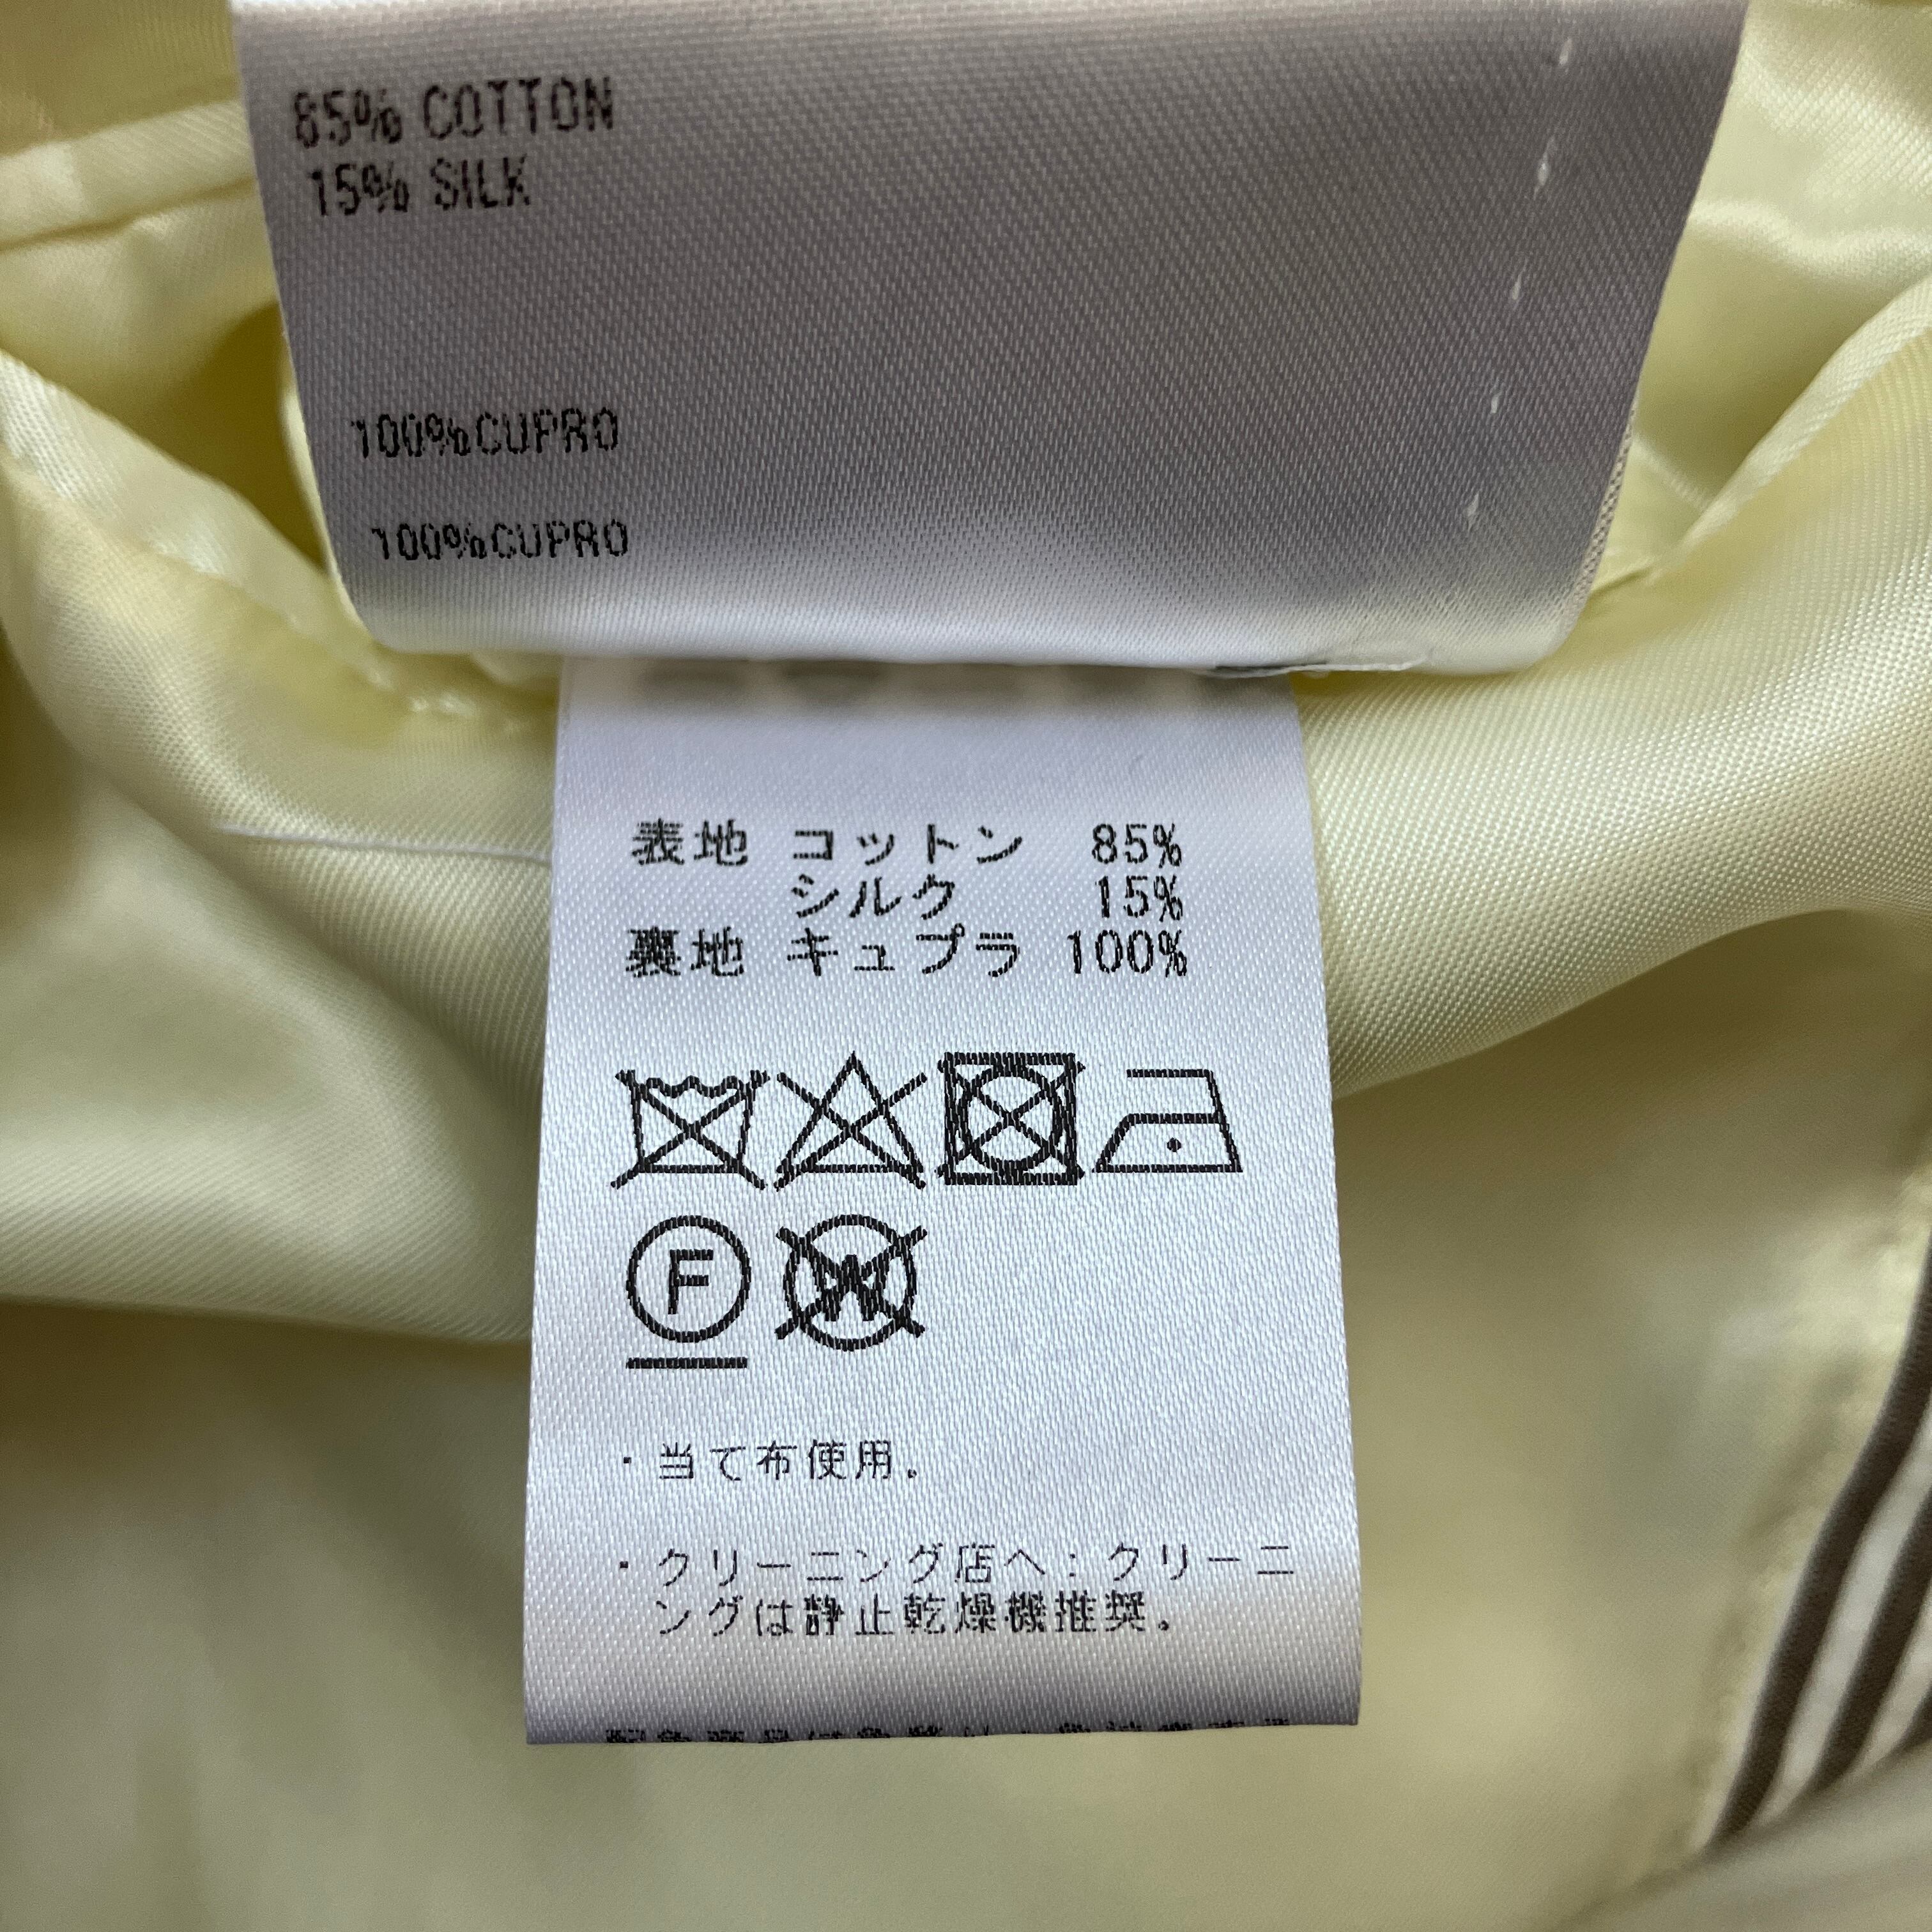 85% COTTON
15% SILK
100%CUPRO
100%CUPRO
表地 コットン 85%
シルク 15%
裏地 キュプラ 100%
F
W
・当て布使用。
・クリーニング店へ：クリーニ
ングは静止乾燥機推奨。